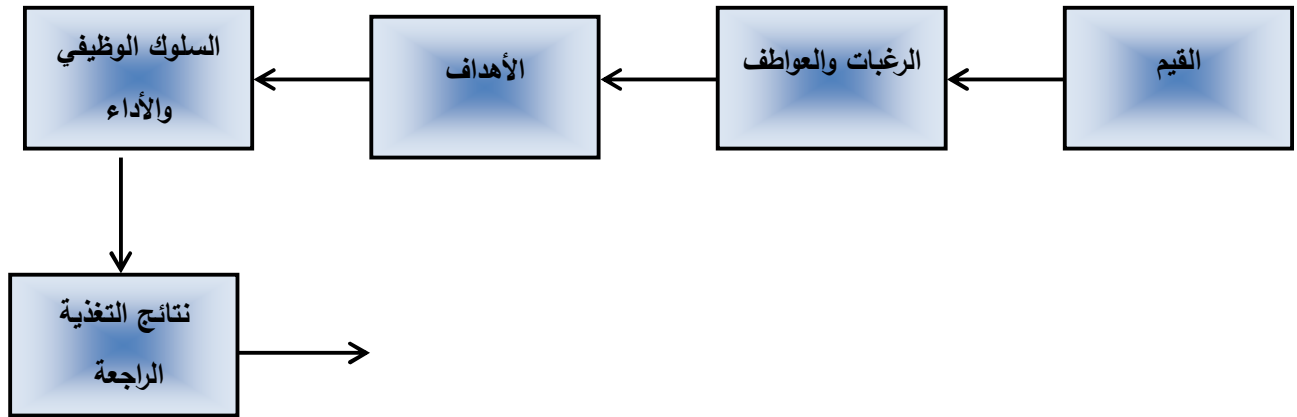 القيم
الرغبات والعواطف
الأهداف
السلوك الوظيفي
والأداء
نتائج التغذية
الراجعة